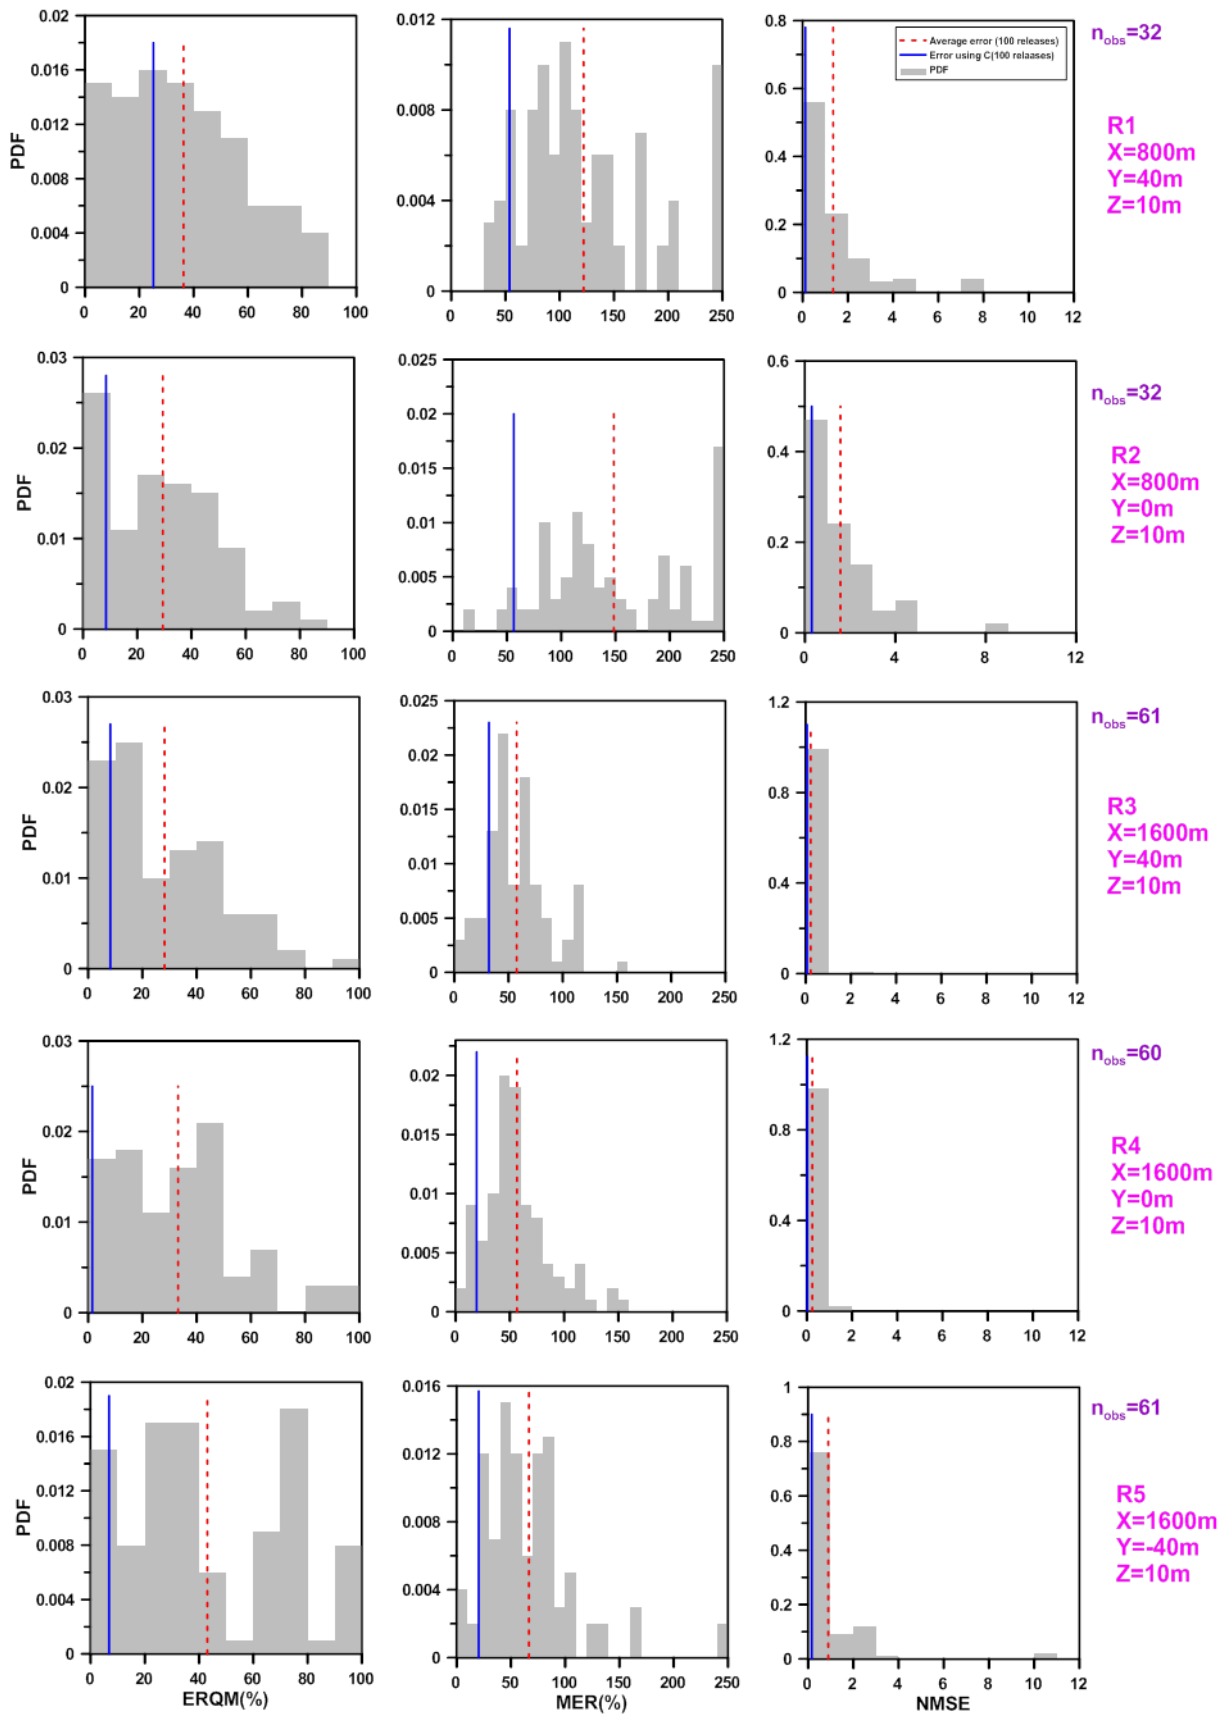 0.02
0.016
0.012
0.008
0.004
0
PDF
0 20 40 60 80 100
0.012
0.008
0.004
0
0 50 100 150 200 250
0.8
0.6
0.4
0.2
0
0 2 4 6 8 10 12
Average error (100 releases)
Error using C(100 relaases)
PDF
nobs=32
R1
X=800m
Y=40m
Z=10m
0.03
0.02
0.01
0
PDF
0 20 40 60 80 100
0.025
0.02
0.015
0.01
0.005
0
0 50 100 150 200 250
0.6
0.4
0.2
0
0 4 8 12
nobs=32
R2
X=800m
Y=0m
Z=10m
0.03
0.02
0.01
0
PDF
0 20 40 60 80 100
0.025
0.02
0.015
0.01
0.005
0
0 50 100 150 200 250
1.2
0.8
0.4
0
0 2 4 6 8 10 12
nobs=61
R3
X=1600m
Y=40m
Z=10m
0.03
0.02
0.01
0
PDF
0 20 40 60 80 100
0.02
0.015
0.01
0.005
0
0 50 100 150 200 250
1.2
0.8
0.4
0
0 2 4 6 8 10 12
nobs=60
R4
X=1600m
Y=0m
Z=10m
0.02
0.016
0.012
0.008
0.004
0
PDF
0 20 40 60 80 100
ERQM(%)
0.016
0.012
0.008
0.004
0
0 50 100 150 200 250
MER(%)
1
0.8
0.6
0.4
0.2
0
0 2 4 6 8 10 12
NMSE
nobs=61
R5
X=1600m
Y=-40m
Z=10m